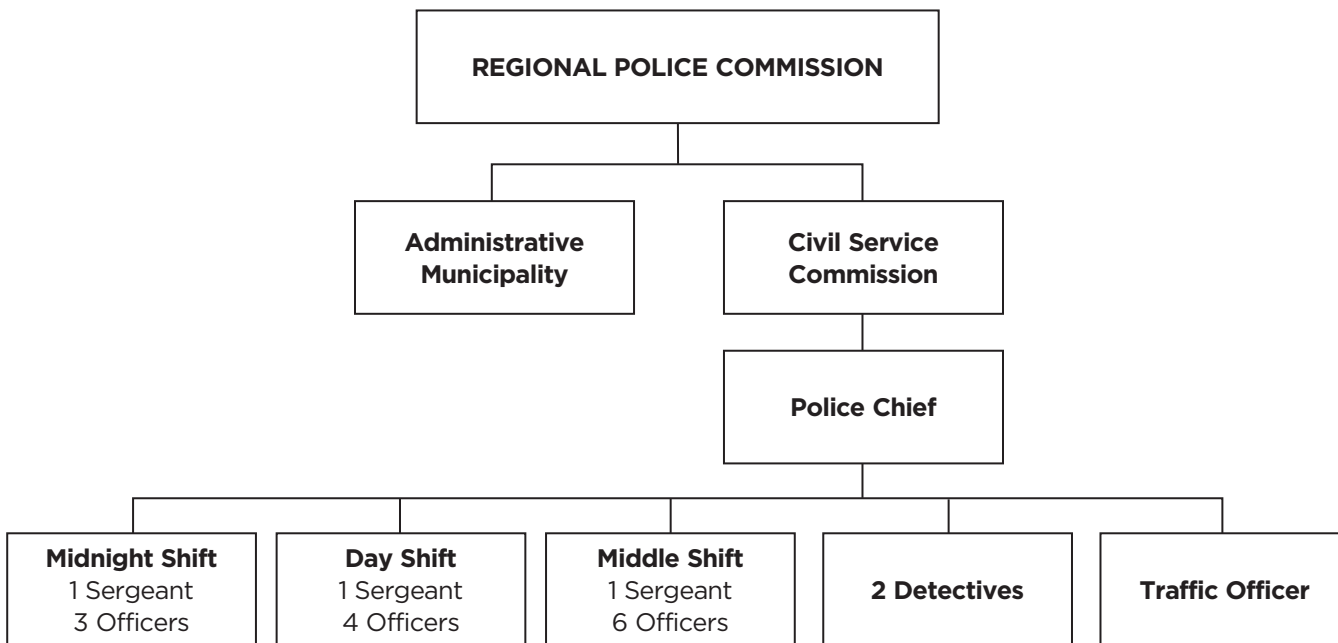 REGIONAL POLICE COMMISSION
Administrative
Municipality
Civil Service
Commission
Police Chief
Midnight Shift
1 Sergeant
3 Officers
Day Shift
1 Sergeant
4 Officers
Middle Shift
1 Sergeant
6 Officers
2 Detectives
Traffic Officer